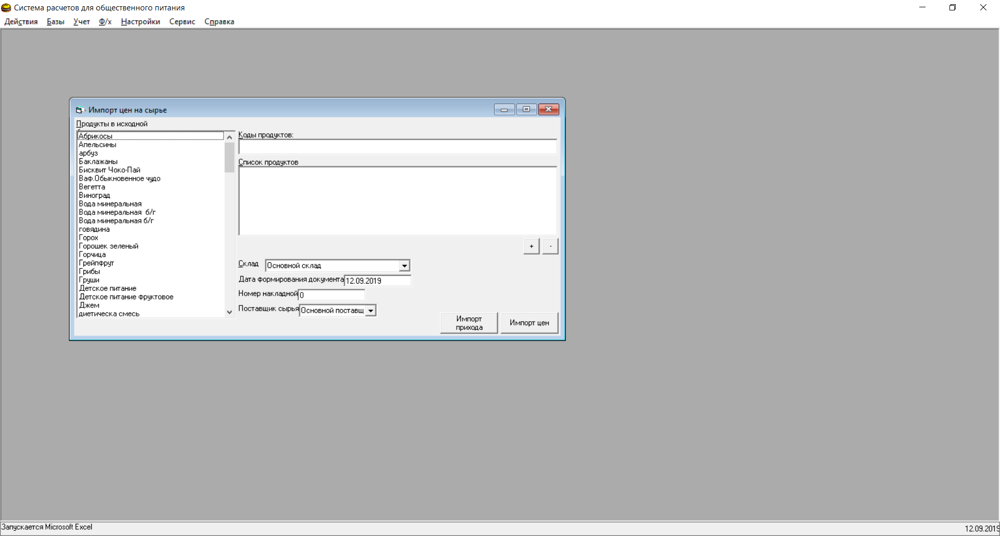 Система расчетов для общественного питания
Действия Базы Учет Ф/х Настройки Сервис Справка
Импорт цен на сырье
Продукты в исходной
Абрикосы
Апельсины
арбуз
Баклажаны
Бисквит Чоко-Пай
Ваф.Обыкновенное чудо
Вегетта
Виноград
Вода минеральная
Вода минеральная  б/г
Вода минеральная б/г
говядина
Горох
Горошек зеленый
Горчица
Грейпфрут
Грибы
Груши
Детское питание
Детское питание фруктовое
Джем
диетическа смесь
Коды продуктов:
Список продуктов
+ -
Склад Основной склад
Дата формирования документа 12.09.2019
Номер накладной 0
Поставщик сырья Основной поставщ
Импорт
прихода
Импорт цен
Запускается Microsoft Excel
12.09.2019